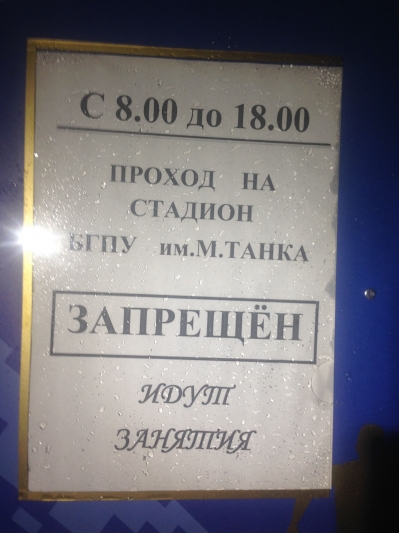 С 8.00 до 18.00
ПРОХОД НА
СТАДИОН
БГПУ им.М.ТАНКА
ЗАПРЕЩЁН
ИДУТ
ЗАНЯТИЯ